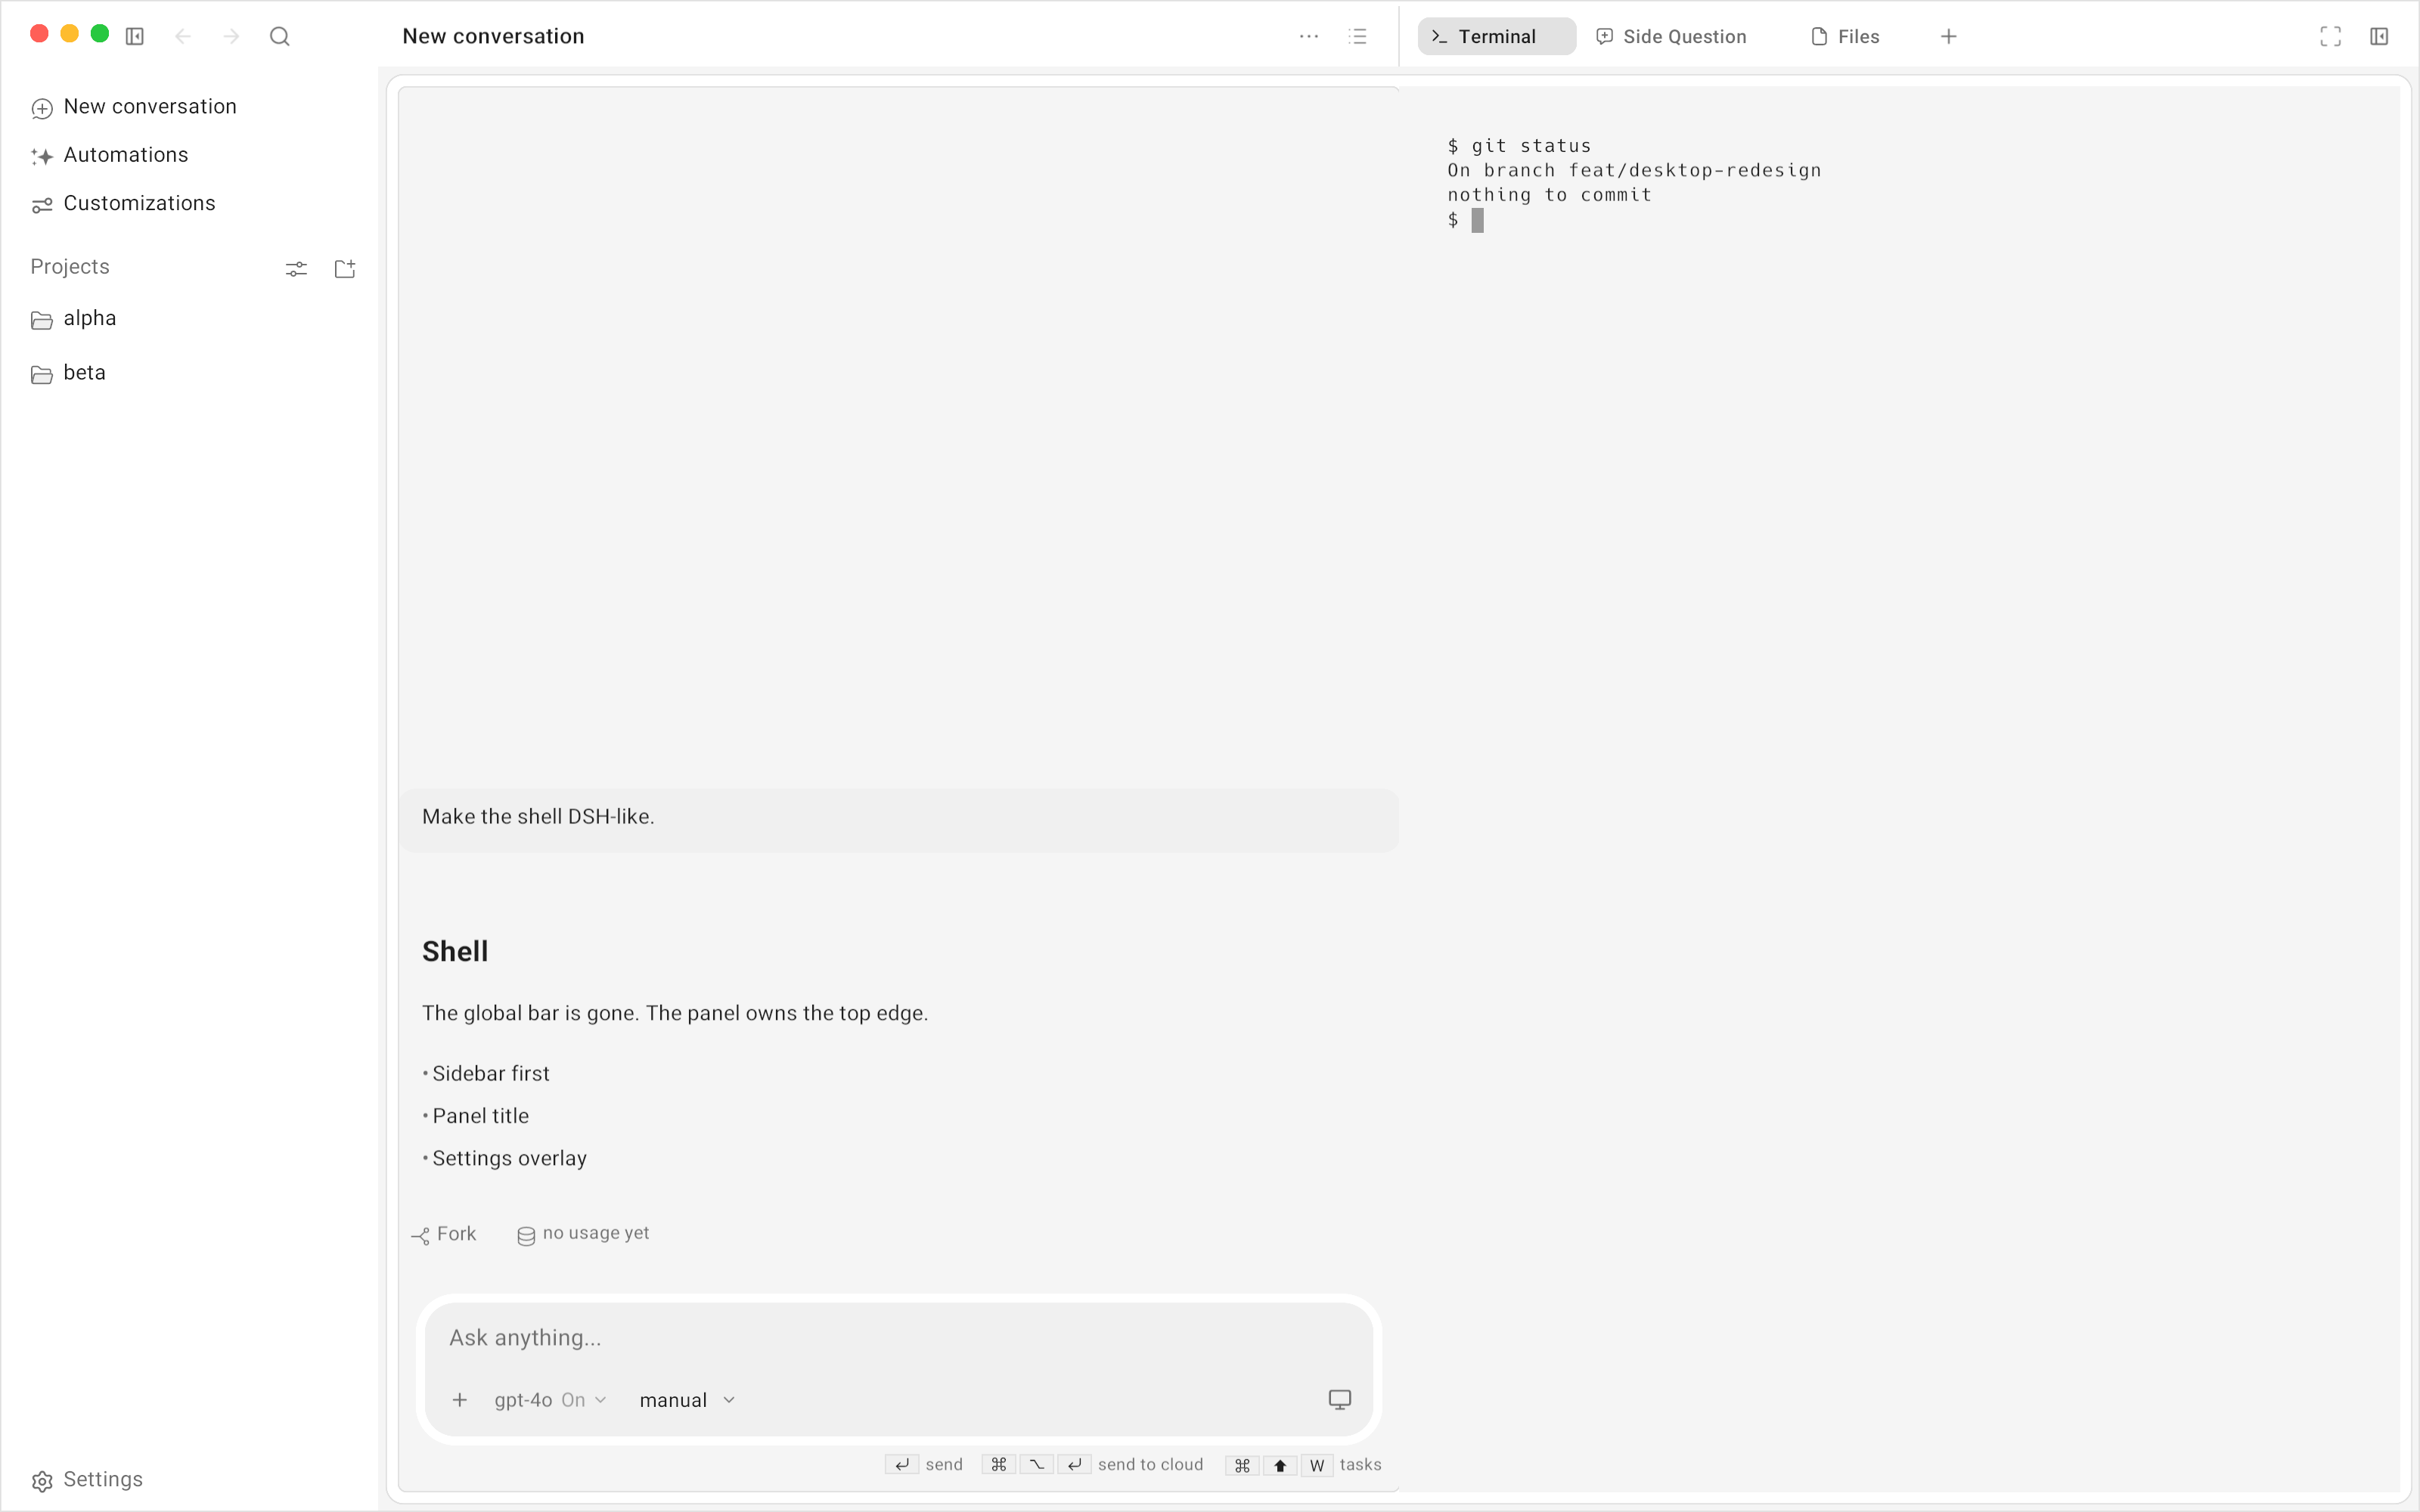 New conversation
Terminal
Side Question
Files
New conversation
Automations
Customizations
Projects
alpha
beta
Settings
Make the shell DSH-like.
Shell
The global bar is gone. The panel owns the top edge.
• Sidebar first
• Panel title
• Settings overlay
Fork
no usage yet
Ask anything...
gpt-4o On
manual
send
⌘ ⌥ send to cloud
⌘ W tasks
$ git status
On branch feat/desktop-redesign
nothing to commit
$